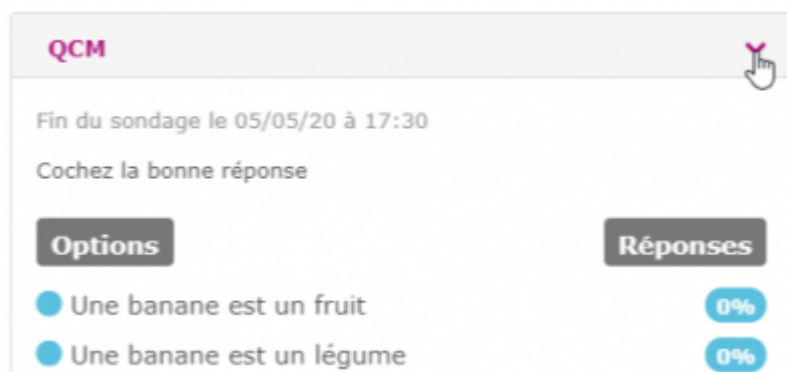 QCM
Fin du sondage le 05/05/20 à 17:30
Cochez la bonne réponse
Options Réponses
Une banane est un fruit 0%
Une banane est un légume 0%